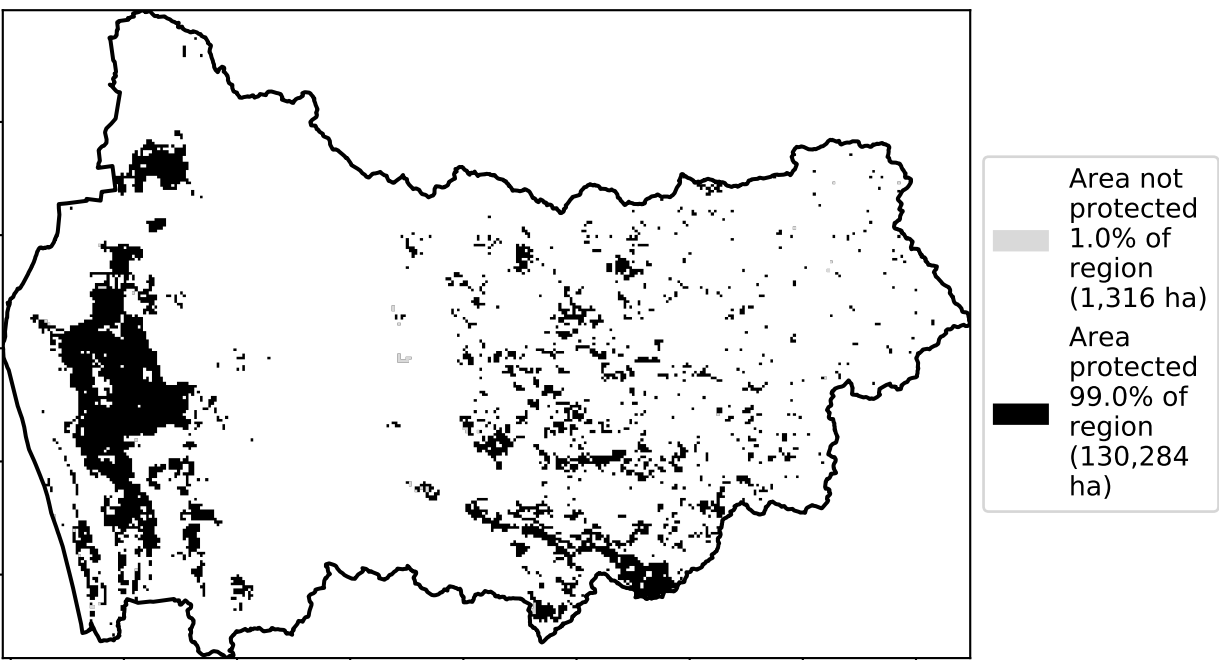 Area not
protected
1.0% of
region
(1,316 ha)
Area
protected
99.0% of
region
(130,284
ha)